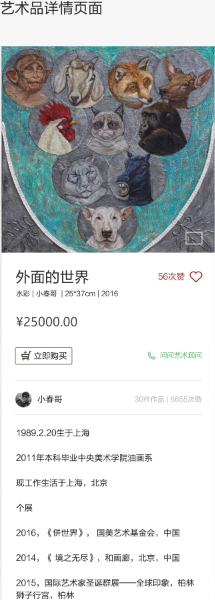 艺术品详情页面
外面的世界
56次赞
水彩 | 小春哥 | 25*37cm | 2016
¥25000.00
立即购买
问问艺术顾问
小春哥
30件作品 | 6655次赞
1989.2.20生于上海
2011年本科毕业中央美术学院油画系
现工作生活于上海，北京
个展
2016，《併世界》，国美艺术基金会，中国
2014，《 境之无尽》，和画廊，北京，中国
2015，国际艺术家圣诞群展——全球印象，柏林
狮子行宫，柏林